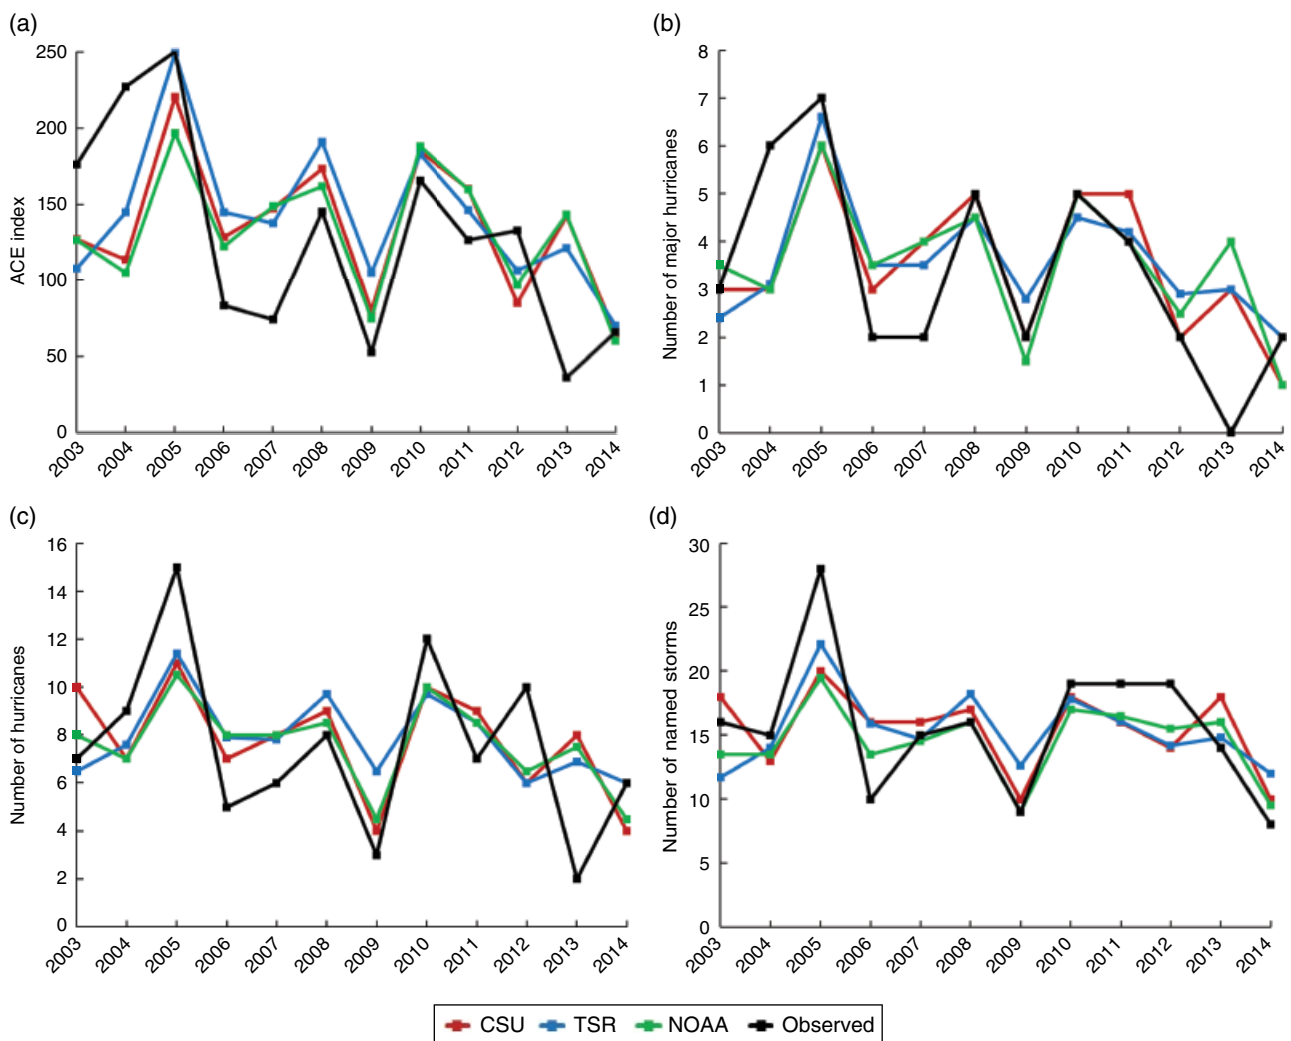 (a)
250
200
150
100
50
0
ACE index
2003 2004 2005 2006 2007 2008 2009 2010 2011 2012 2013 2014
(b)
8
7
6
5
4
3
2
1
0
Number of major hurricanes
2003 2004 2005 2006 2007 2008 2009 2010 2011 2012 2013 2014
(c)
16
14
12
10
8
6
4
2
0
Number of hurricanes
2003 2004 2005 2006 2007 2008 2009 2010 2011 2012 2013 2014
(d)
30
25
20
15
10
5
0
Number of named storms
2003 2004 2005 2006 2007 2008 2009 2010 2011 2012 2013 2014
CSU TSR NOAA Observed